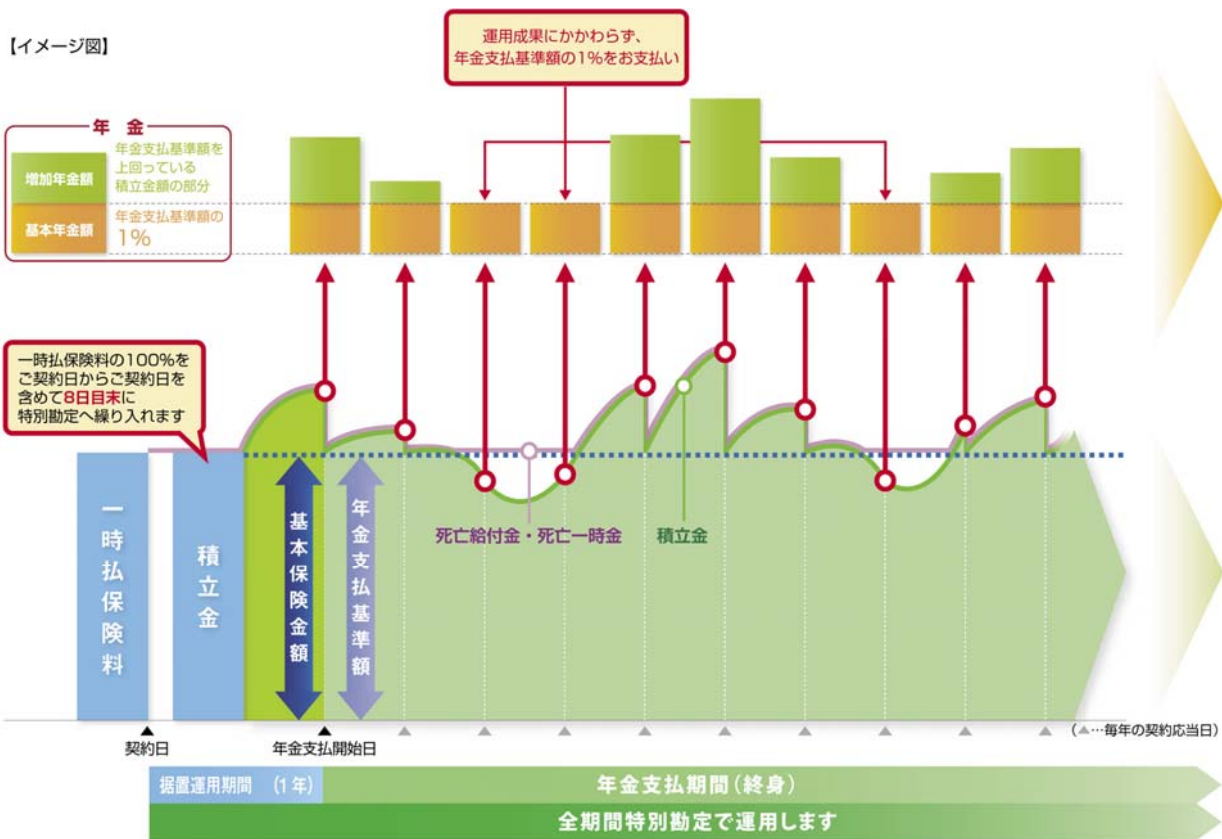 【イメージ図】
運用成果にかかわらず、
年金支払基準額の1%をお支払い
年 金
増加年金額
年金支払基準額を
上回っている
積立金額の部分
基本年金額
年金支払基準額の
1%
一時払保険料の100%を
ご契約日からご契約日を
含めて8日目末に
特別勘定へ繰り入れます
一時払保険料
積立金
基本保険金額
年金支払基準額
死亡給付金・死亡一時金
積立金
契約日
年金支払開始日
(▲…毎年の契約応当日)
据置運用期間 (1年)
年金支払期間(終身)
全期間特別勘定で運用します